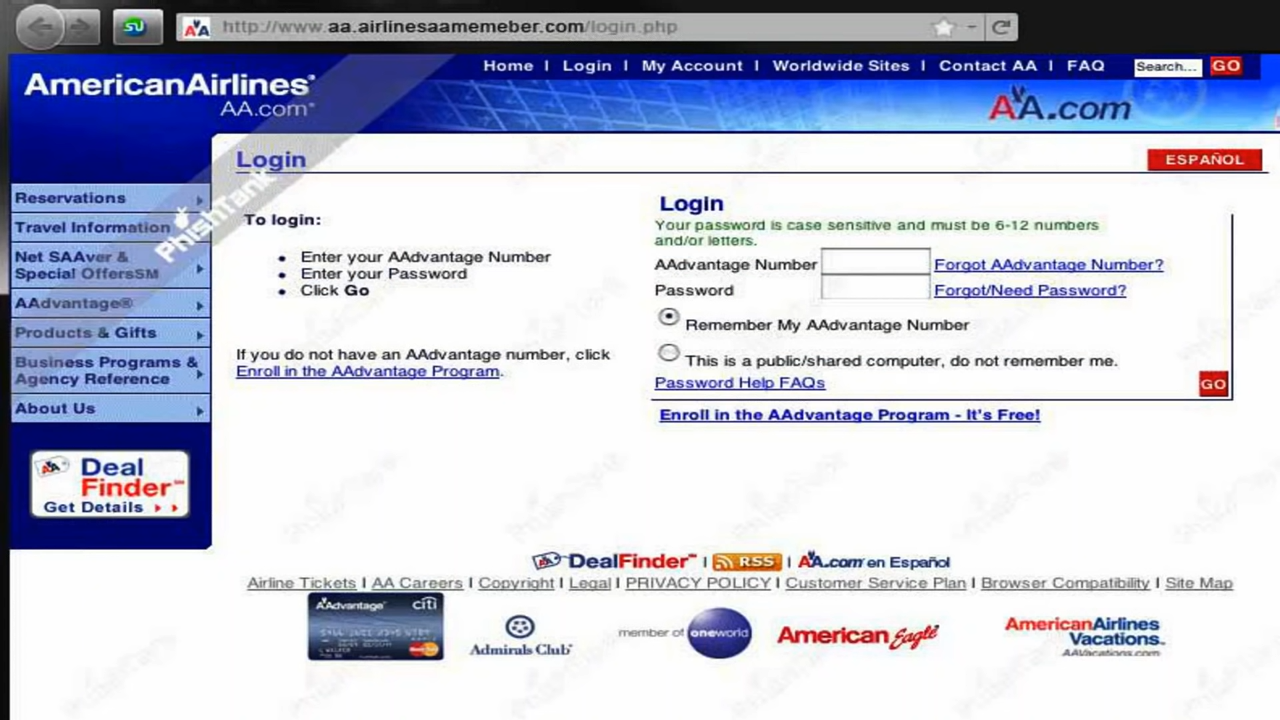 http://www.aa.airlinesaamemeber.com/login.php
Home | Login | My Account | Worldwide Sites | Contact AA | FAQ
Search...
GO
AmericanAirlines®
AA.com®
AA.com
Login
ESPAÑOL
PhishTank
Reservations
Travel Information
Net SAAver &
Special OffersSM
AAdvantage®
Products & Gifts
Business Programs &
Agency Reference
About Us
Deal
Finder™
Get Details
To login:
Enter your AAdvantage Number
Enter your Password
Click Go
If you do not have an AAdvantage number, click
Enroll in the AAdvantage Program.
Login
Your password is case sensitive and must be 6-12 numbers
and/or letters.
AAdvantage Number
Forgot AAdvantage Number?
Password
Forgot/Need Password?
Remember My AAdvantage Number
This is a public/shared computer, do not remember me.
Password Help FAQs
GO
Enroll in the AAdvantage Program - It's Free!
DealFinder™ | RSS | AA.com en Español
Airline Tickets | AA Careers | Copyright | Legal | PRIVACY POLICY | Customer Service Plan | Browser Compatibility | Site Map
AAdvantage® citi
Admirals Club®
member of oneworld
American Eagle
AmericanAirlines
Vacations
AAVacations.com